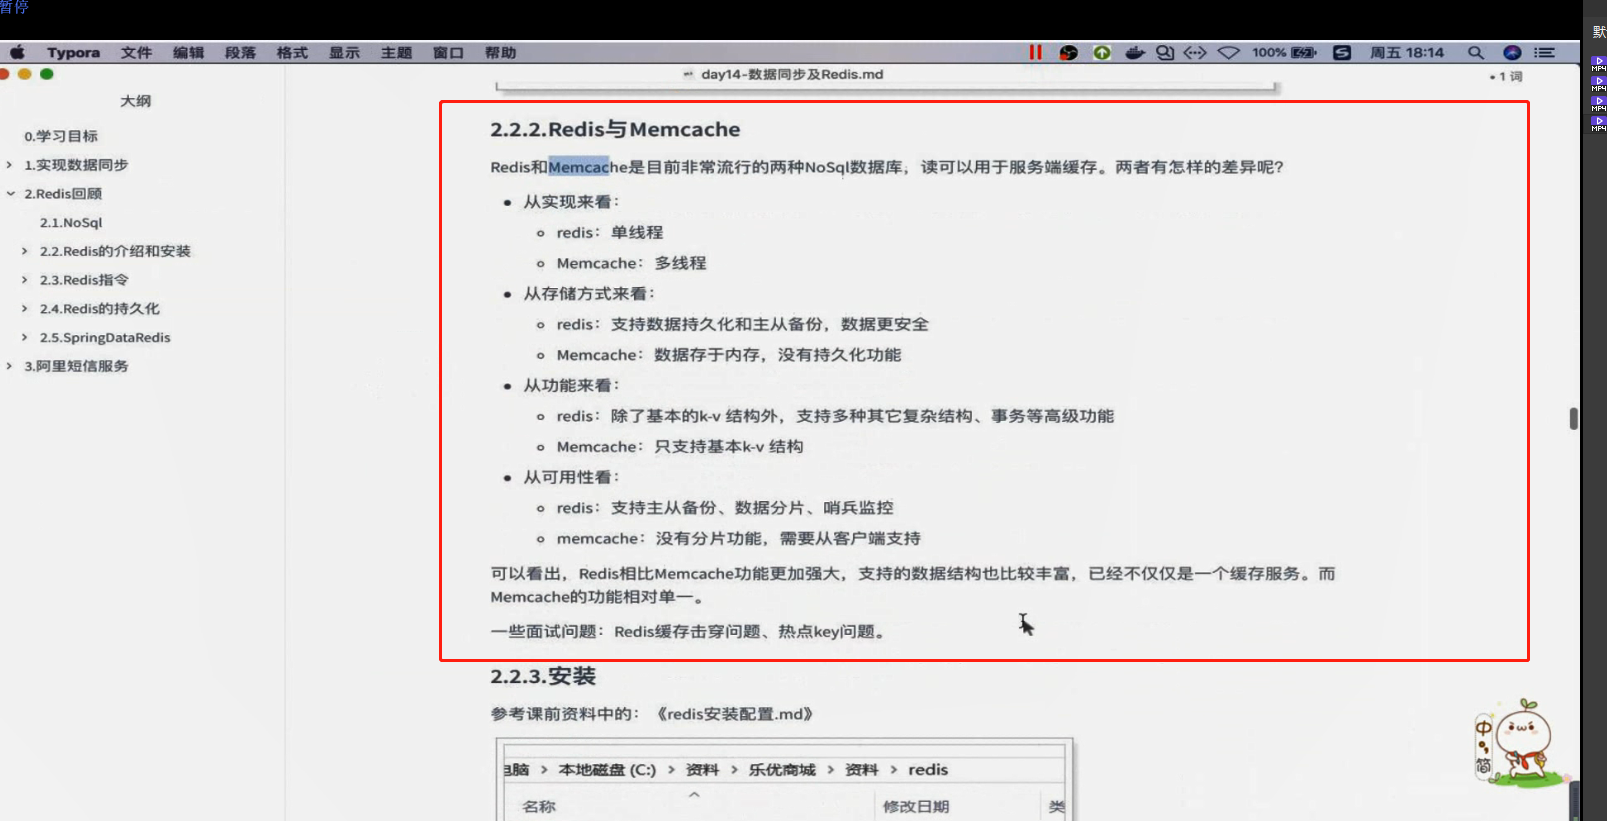 暂停
Typora 文件 编辑 段落 格式 显示 主题 窗口 帮助 100% 周五 18:14
默
day14-数据同步及Redis.md
• 1 词
MP4
MP4
MP4
MP4
大纲
0.学习目标
1.实现数据同步
2.Redis回顾
2.1.NoSql
2.2.Redis的介绍和安装
2.3.Redis指令
2.4.Redis的持久化
2.5.SpringDataRedis
3.阿里短信服务
2.2.2.Redis与Memcache
Redis和Memcache是目前非常流行的两种NoSql数据库，读可以用于服务端缓存。两者有怎样的差异呢？
从实现来看：
redis：单线程
Memcache：多线程
从存储方式来看：
redis：支持数据持久化和主从备份，数据更安全
Memcache：数据存于内存，没有持久化功能
从功能来看：
redis：除了基本的k-v 结构外，支持多种其它复杂结构、事务等高级功能
Memcache：只支持基本k-v 结构
从可用性看：
redis：支持主从备份、数据分片、哨兵监控
memcache：没有分片功能，需要从客户端支持
可以看出，Redis相比Memcache功能更加强大，支持的数据结构也比较丰富，已经不仅仅是一个缓存服务。而
Memcache的功能相对单一。
一些面试问题：Redis缓存击穿问题、热点key问题。
2.2.3.安装
参考课前资料中的：《redis安装配置.md》
电脑 > 本地磁盘 (C:) > 资料 > 乐优商城 > 资料 > redis
名称 修改日期 类
中
简